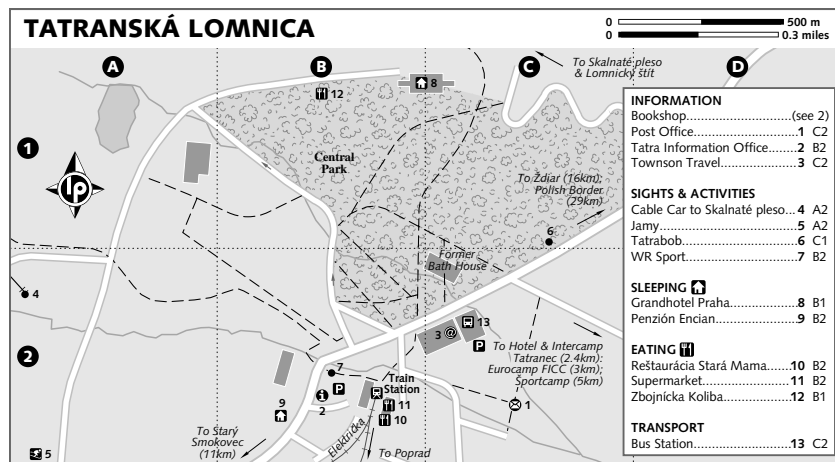 TATRANSKÁ LOMNICA
0 500 m
0 0.3 miles
A
B
C
D
1
2
To Skalnaté pleso
& Lomnický štít
8
12
Central
Park
lp
To Ždiar (16km);
Polish Border
(29km)
6
Former
Bath House
4
3 @
13
P
To Hotel & Intercamp
Tatranec (2.4km);
Eurocamp FICC (3km);
Športcamp (5km)
7
P
Train
Station
9
i
2
11
10
1
To Starý
Smokovec
(11km)
Električka
To Poprad
5
INFORMATION
Bookshop..............................(see 2)
Post Office...........................1 C2
Tatra Information Office.....2 B2
Townson Travel....................3 C2
SIGHTS & ACTIVITIES
Cable Car to Skalnaté pleso...4 A2
Jamy.....................................5 A2
Tatrabob...............................6 C1
WR Sport..............................7 B2
SLEEPING
Grandhotel Praha.................8 B1
Penzión Encian.....................9 B2
EATING
Reštaurácia Stará Mama......10 B2
Supermarket........................11 B2
Zbojnícka Koliba..................12 B1
TRANSPORT
Bus Station..........................13 C2